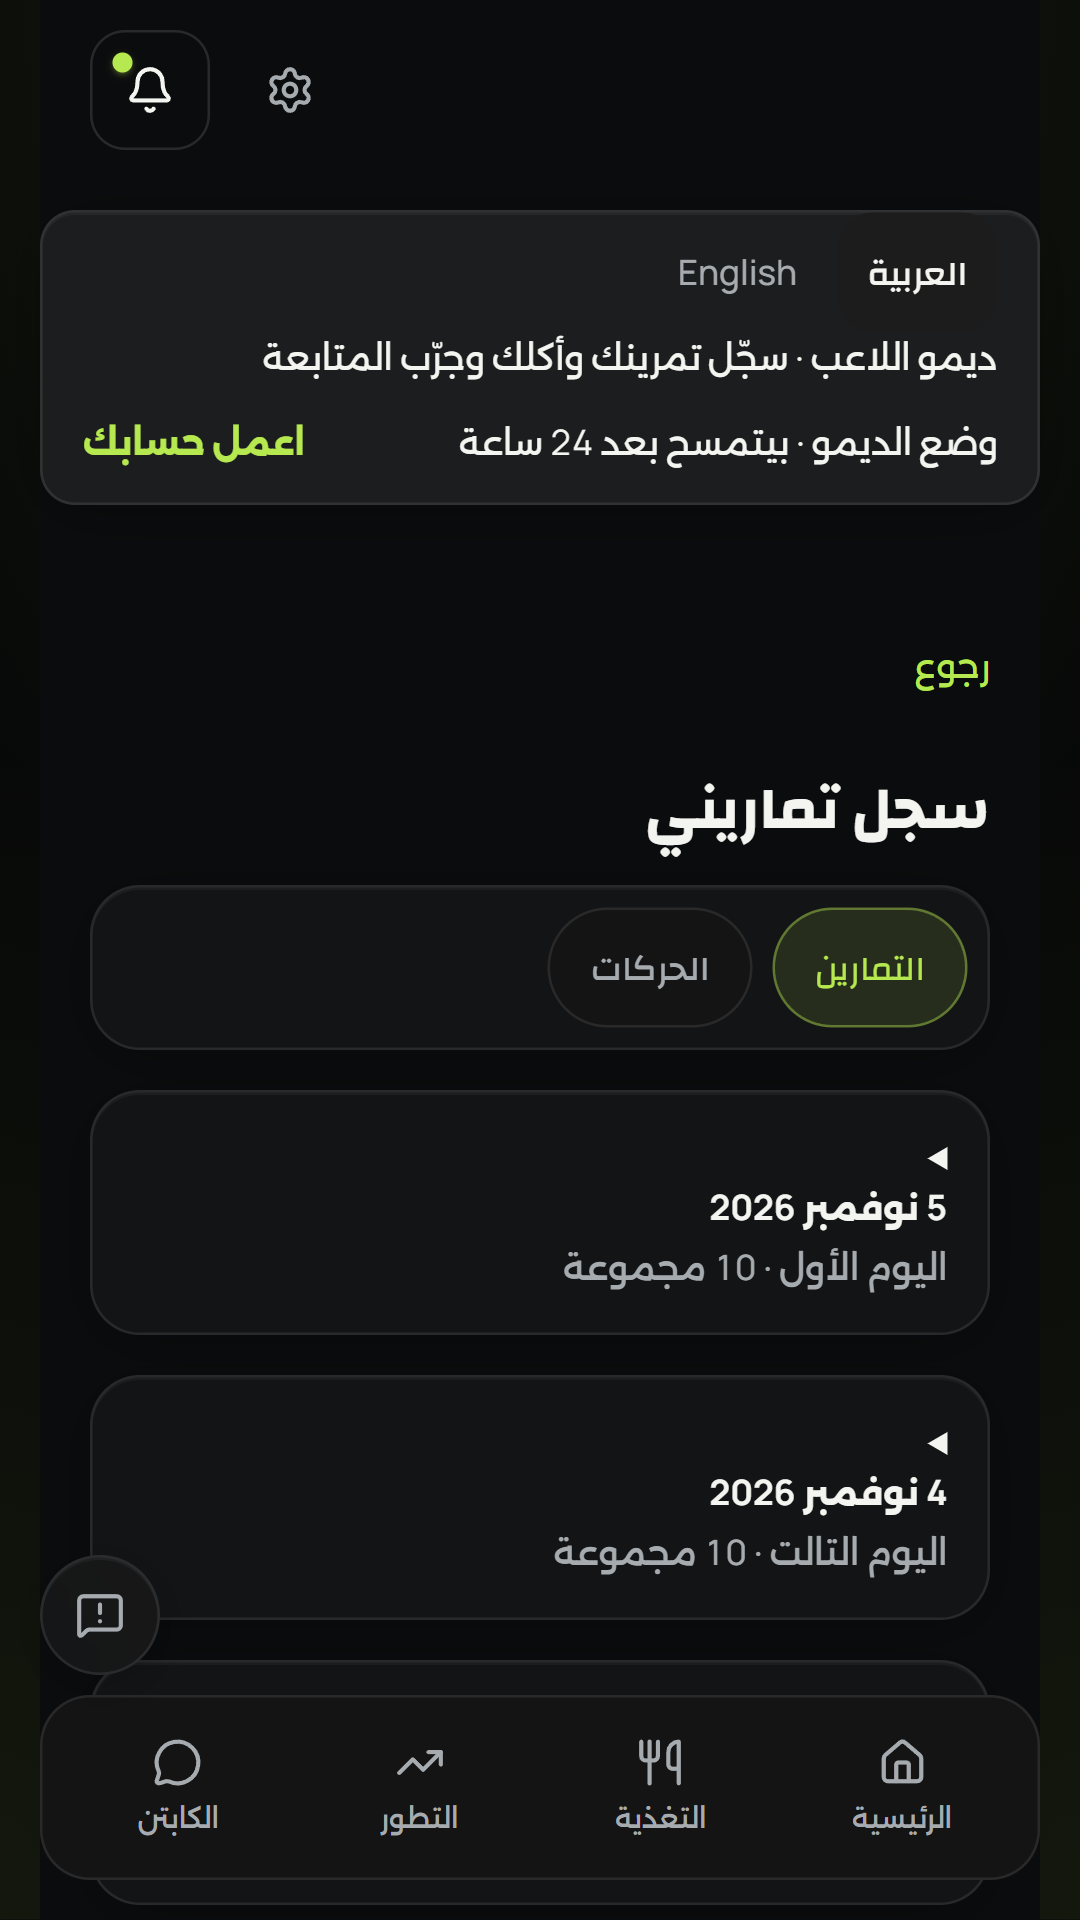 العربية English
ديمو اللاعب · سجّل تمرينك وأكلك وجرّب المتابعة
وضع الديمو · بيتمسح بعد 24 ساعة اعمل حسابك
رجوع
سجل تماريني
التمارين الحركات
5 نوفمبر 2026
اليوم الأول · 10 مجموعة
4 نوفمبر 2026
اليوم التالت · 10 مجموعة
الرئيسية التغذية التطور الكابتن